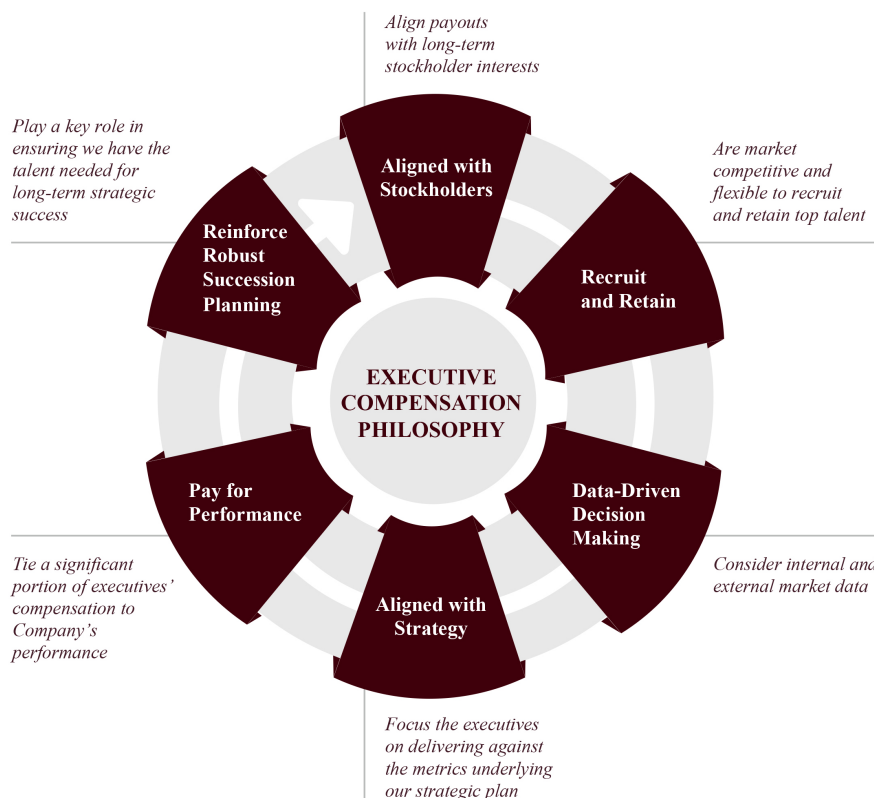 Align payouts
with long-term
stockholder interests
Play a key role in
ensuring we have the
talent needed for
long-term strategic
success
Are market
competitive and
flexible to recruit
and retain top talent
Aligned with
Stockholders
Reinforce
Robust
Succession
Planning
Recruit
and Retain
EXECUTIVE
COMPENSATION
PHILOSOPHY
Pay for
Performance
Data-Driven
Decision
Making
Aligned with
Strategy
Tie a significant
portion of executives’
compensation to
Company’s
performance
Consider internal and
external market data
Focus the executives
on delivering against
the metrics underlying
our strategic plan